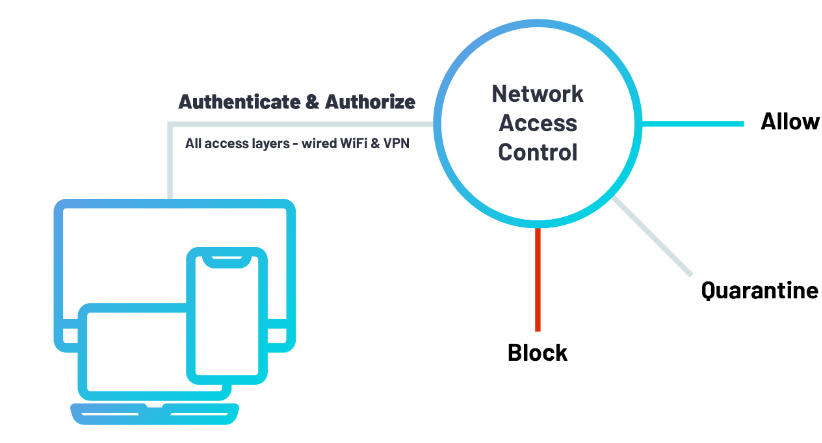 Authenticate & Authorize
All access layers - wired WiFi & VPN
Network
Access
Control
Allow
Quarantine
Block